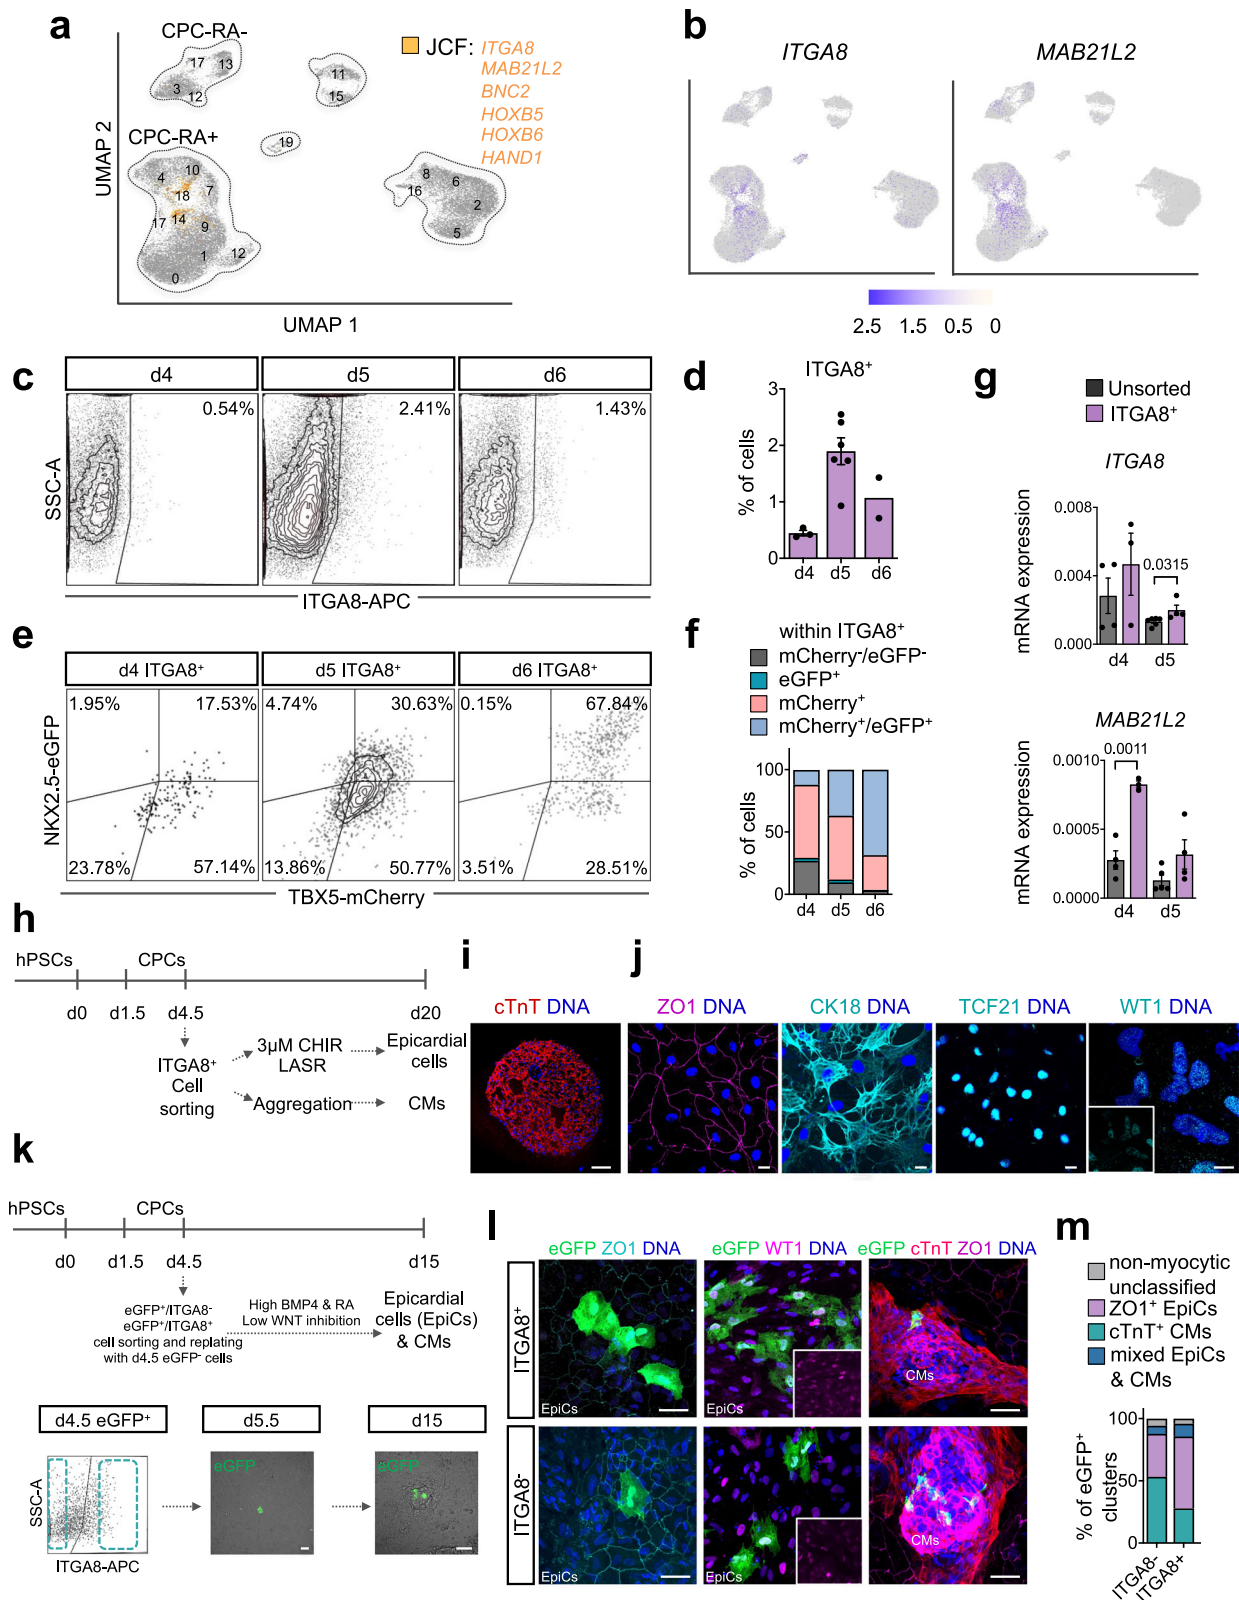 a
CPC-RA-
17 13
3
12
11
15
19
CPC-RA+
4 10
18 7
17 14
9
1 12
0
8 6
16 2
5
UMAP 2
UMAP 1
JCF: ITGA8
MAB21L2
BNC2
HOXB5
HOXB6
HAND1
b
ITGA8 MAB21L2
2.5 1.5 0.5 0
c
d4 d5 d6
0.54% 2.41% 1.43%
SSC-A
ITGA8-APC
d
ITGA8+
% of cells
3
2
1
0
d4 d5 d6
e
d4 ITGA8+ d5 ITGA8+ d6 ITGA8+
1.95% 17.53% 4.74% 30.63% 0.15% 67.84%
23.78% 57.14% 13.86% 50.77% 3.51% 28.51%
NKX2.5-eGFP
TBX5-mCherry
f
within ITGA8+
mCherry-/eGFP-
eGFP+
mCherry+
mCherry+/eGFP+
% of cells
100
50
0
d4 d5 d6
g
Unsorted
ITGA8+
ITGA8
mRNA expression
0.008
0.004
0.000
0.0315
d4 d5
MAB21L2
mRNA expression
0.0010
0.0005
0.0000
0.0011
d4 d5
h
hPSCs CPCs
d0 d1.5 d4.5 d20
ITGA8+
Cell
sorting
3µM CHIR
LASR
Epicardial
cells
Aggregation CMs
i
cTnT DNA
j
ZO1 DNA CK18 DNA TCF21 DNA WT1 DNA
k
hPSCs CPCs
d0 d1.5 d4.5 d15
eGFP+/ITGA8-
eGFP+/ITGA8+
cell sorting and replating
with d4.5 eGFP- cells
High BMP4 & RA
Low WNT inhibition
Epicardial
cells (EpiCs)
& CMs
d4.5 eGFP+ d5.5 d15
SSC-A
ITGA8-APC
eGFP eGFP
l
eGFP ZO1 DNA eGFP WT1 DNA eGFP cTnT ZO1 DNA
ITGA8+
EpiCs EpiCs CMs
ITGA8-
EpiCs EpiCs CMs
m
non-myocytic
unclassified
ZO1+ EpiCs
cTnT+ CMs
mixed EpiCs
& CMs
% of eGFP+
clusters
100
50
0
ITGA8- ITGA8+